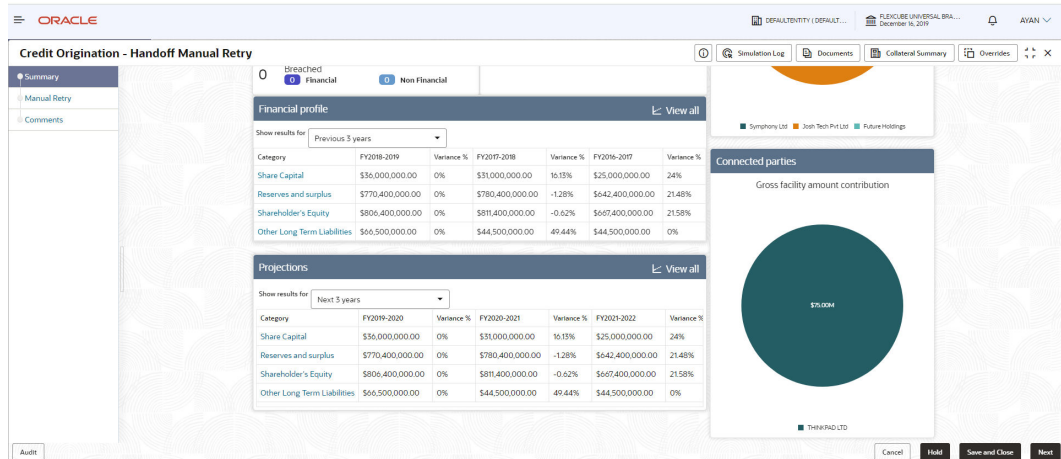 ORACLE
DEFAULTENTITY ( DEFAULT...
FLEXCUBE UNIVERSAL BRA...
December 16, 2019
AYAN
Credit Origination - Handoff Manual Retry
Simulation Log
Documents
Collateral Summary
Overrides
Summary
Manual Retry
Comments
0 Breached
0 Financial 0 Non Financial
Financial profile View all
Show results for Previous 3 years
Category FY2018-2019 Variance % FY2017-2018 Variance % FY2016-2017 Variance %
Share Capital $36,000,000.00 0% $31,000,000.00 16.13% $25,000,000.00 24%
Reserves and surplus $770,400,000.00 0% $780,400,000.00 -1.28% $642,400,000.00 21.48%
Shareholder's Equity $806,400,000.00 0% $811,400,000.00 -0.62% $667,400,000.00 21.58%
Other Long Term Liabilities $66,500,000.00 0% $44,500,000.00 49.44% $44,500,000.00 0%
Projections View all
Show results for Next 3 years
Category FY2019-2020 Variance % FY2020-2021 Variance % FY2021-2022 Variance %
Share Capital $36,000,000.00 0% $31,000,000.00 16.13% $25,000,000.00 24%
Reserves and surplus $770,400,000.00 0% $780,400,000.00 -1.28% $642,400,000.00 21.48%
Shareholder's Equity $806,400,000.00 0% $811,400,000.00 -0.62% $667,400,000.00 21.58%
Other Long Term Liabilities $66,500,000.00 0% $44,500,000.00 49.44% $44,500,000.00 0%
Symphony Ltd Josh Tech Pvt Ltd Future Holdings
Connected parties
Gross facility amount contribution
$75.00M
THINKPAD LTD
Audit
Cancel
Hold
Save and Close
Next